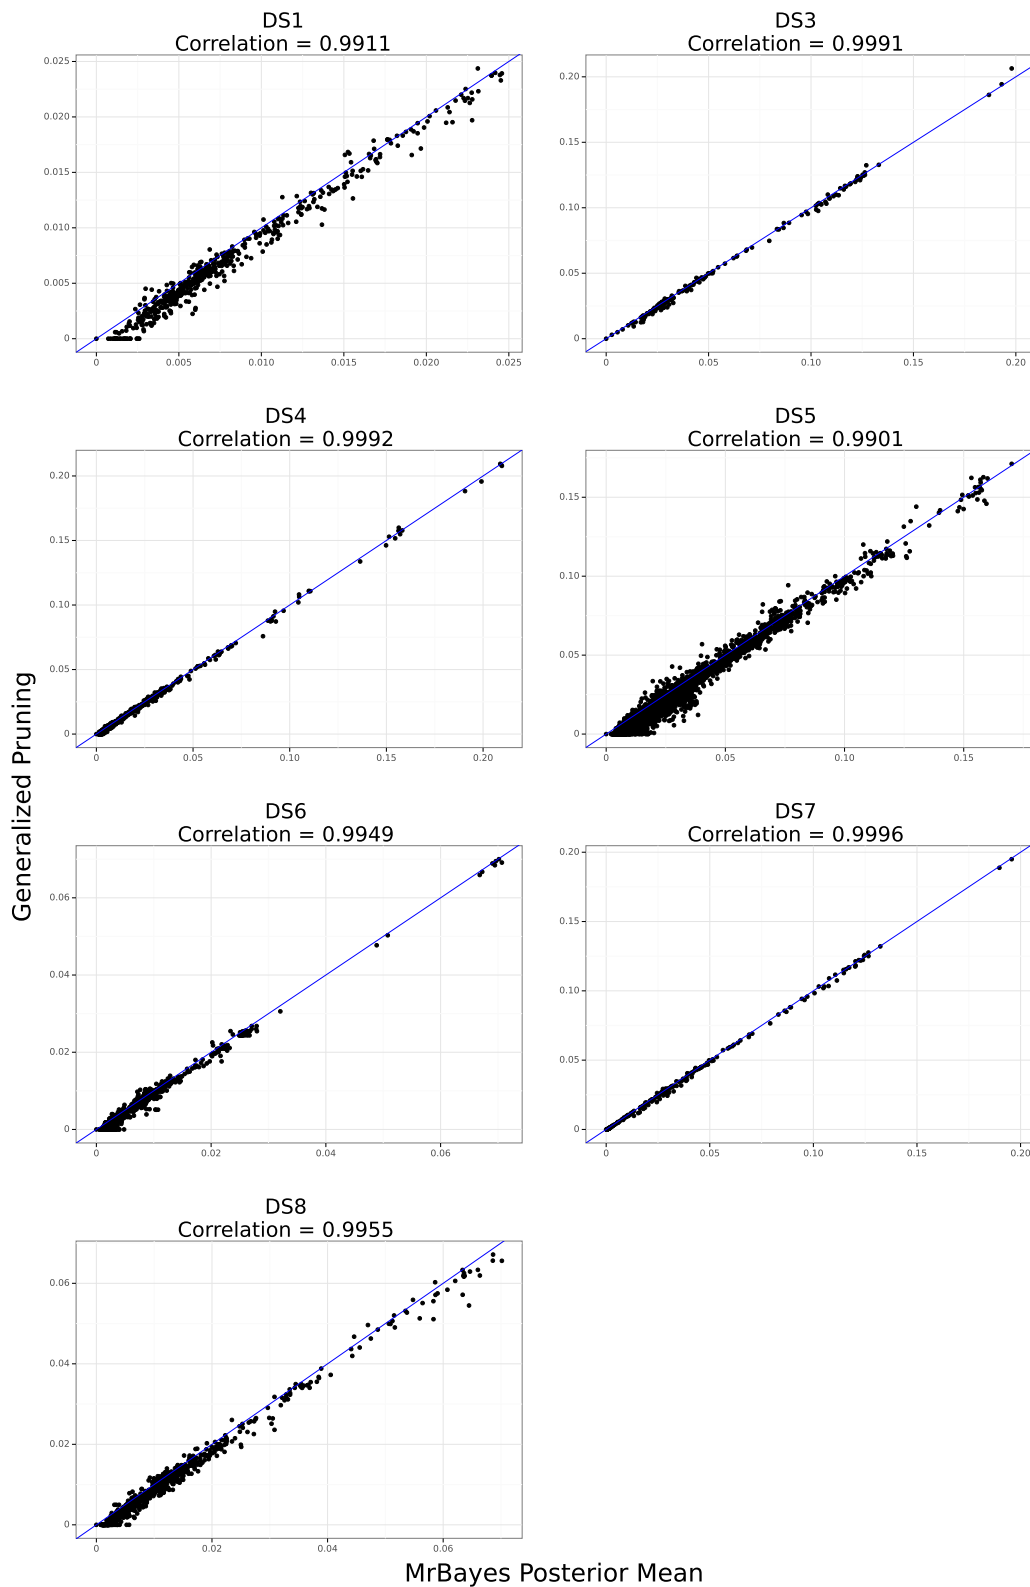 DS1
Correlation = 0.9911
0.025
0.020
0.015
0.010
0.005
0
0 0.005 0.010 0.015 0.020 0.025
DS3
Correlation = 0.9991
0.20
0.15
0.10
0.05
0
0 0.05 0.10 0.15 0.20
DS4
Correlation = 0.9992
0.20
0.15
0.10
0.05
0
0 0.05 0.10 0.15 0.20
DS5
Correlation = 0.9901
0.15
0.10
0.05
0
0 0.05 0.10 0.15
Generalized Pruning
DS6
Correlation = 0.9949
0.06
0.04
0.02
0
0 0.02 0.04 0.06
DS7
Correlation = 0.9996
0.20
0.15
0.10
0.05
0
0 0.05 0.10 0.15 0.20
DS8
Correlation = 0.9955
0.06
0.04
0.02
0
0 0.02 0.04 0.06
MrBayes Posterior Mean